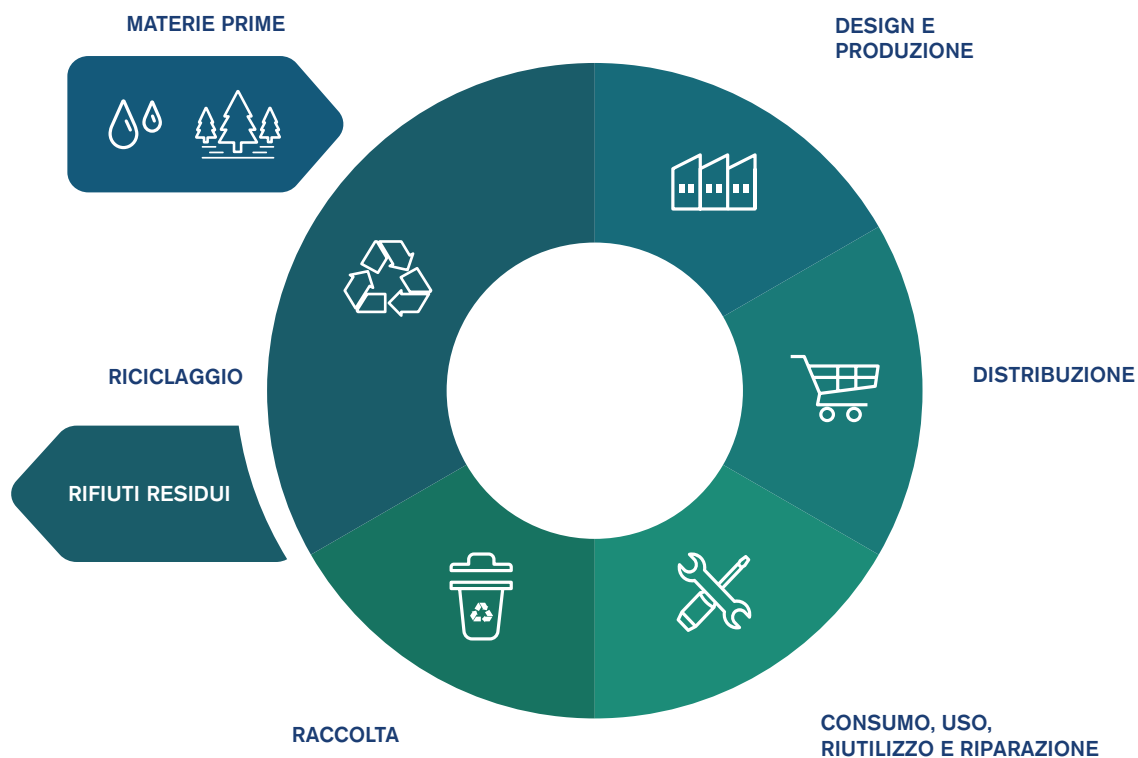 MATERIE PRIME
DESIGN E
PRODUZIONE
RICICLAGGIO
DISTRIBUZIONE
RIFIUTI RESIDUI
RACCOLTA
CONSUMO, USO,
RIUTILIZZO E RIPARAZIONE